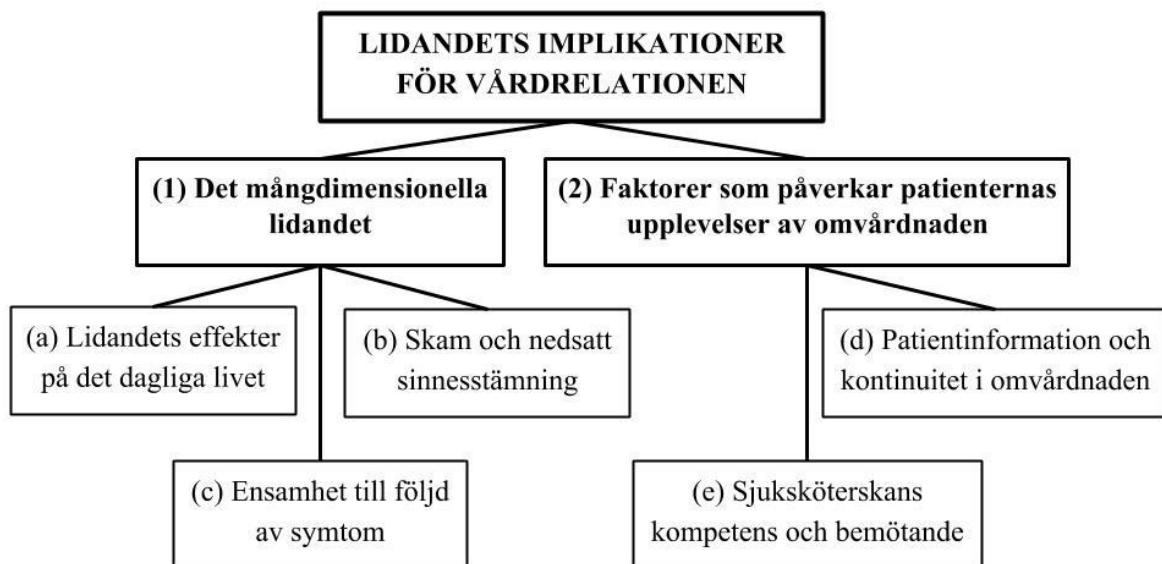 LIDANDETS IMPLIKATIONER
FÖR VÅRDRELATIONEN
(1) Det mångdimensionella
lidandet
(2) Faktorer som påverkar patienternas
upplevelser av omvårdnaden
(a) Lidandets effekter
på det dagliga livet
(b) Skam och nedsatt
sinnesstämning
(d) Patientinformation och
kontinuitet i omvårdnaden
(c) Ensamhet till följd
av symtom
(e) Sjuksköterskans
kompetens och bemötande